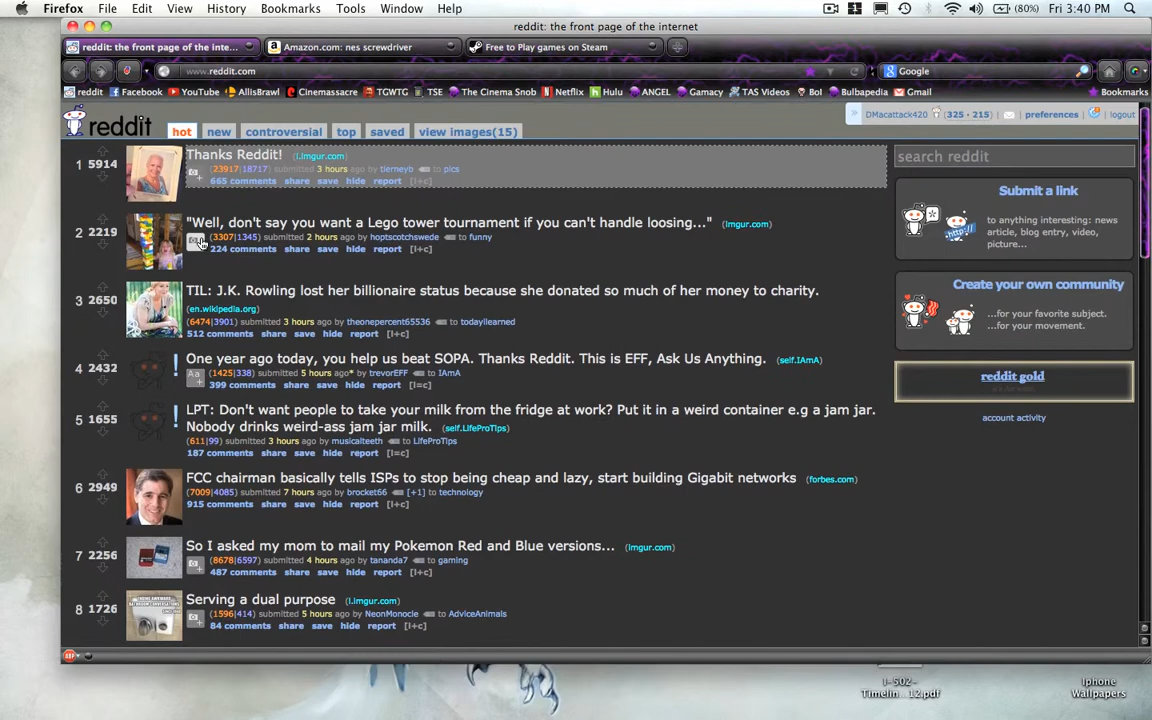 Firefox File Edit View History Bookmarks Tools Window Help (80%) Fri 3:40 PM
reddit: the front page of the internet
reddit: the front page of the inte... Amazon.com: nes screwdriver Free to Play games on Steam
www.reddit.com Google
reddit Facebook YouTube AllisBrawl Cinemassacre TGWTG TSE The Cinema Snob Netflix Hulu ANGEL Gamacy TAS Videos BoI Bulbapedia Gmail Bookmarks
DMacattack420 (325 · 215) preferences logout
reddit hot new controversial top saved view images(15)
search reddit
1 5914 Thanks Reddit! (i.imgur.com)
(23917|18717) submitted 3 hours ago by tierneyb to pics
665 comments share save hide report [l+c]
2 2219 "Well, don't say you want a Lego tower tournament if you can't handle loosing..." (imgur.com)
(3307|1345) submitted 2 hours ago by hoptscotchswede to funny
224 comments share save hide report [l+c]
3 2650 TIL: J.K. Rowling lost her billionaire status because she donated so much of her money to charity.
(en.wikipedia.org)
(6474|3901) submitted 3 hours ago by theonepercent65536 to todayilearned
512 comments share save hide report [l+c]
4 2432 One year ago today, you help us beat SOPA. Thanks Reddit. This is EFF, Ask Us Anything. (self.IAmA)
Aa (1425|338) submitted 5 hours ago* by trevorEFF to IAmA
399 comments share save hide report [l=c]
5 1655 LPT: Don't want people to take your milk from the fridge at work? Put it in a weird container e.g a jam jar.
Nobody drinks weird-ass jam jar milk. (self.LifeProTips)
(611|99) submitted 3 hours ago by musicalteeth to LifeProTips
187 comments share save hide report [l=c]
6 2949 FCC chairman basically tells ISPs to stop being cheap and lazy, start building Gigabit networks (forbes.com)
(7009|4085) submitted 7 hours ago by brocket66 [+1] to technology
915 comments share save hide report [l+c]
7 2256 So I asked my mom to mail my Pokemon Red and Blue versions... (imgur.com)
(8678|6597) submitted 4 hours ago by tananda7 to gaming
487 comments share save hide report [l+c]
8 1726 Serving a dual purpose (i.imgur.com)
(1596|414) submitted 5 hours ago by NeonMonocle to AdviceAnimals
84 comments share save hide report [l+c]
Submit a link
to anything interesting: news
article, blog entry, video,
picture...
Create your own community
...for your favorite subject.
...for your movement.
reddit gold
account activity
ABP
I-S02-
Timelin...12.pdf
Iphone
Wallpapers